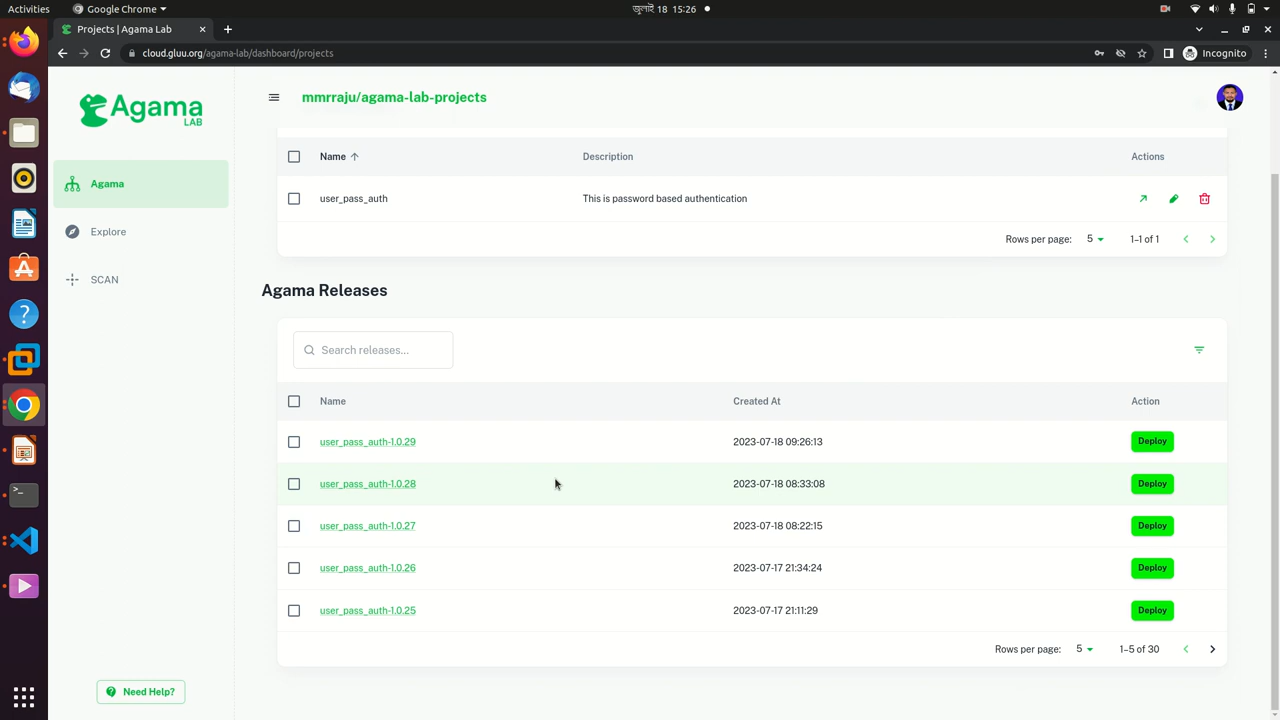 Activities
Google Chrome
জুলাই 18 15:26
Projects | Agama Lab
cloud.gluu.org/agama-lab/dashboard/projects
Incognito
Agama
LAB
mmrraju/agama-lab-projects
Agama
Explore
SCAN
Name
Description
Actions
user_pass_auth
This is password based authentication
Rows per page: 5
1–1 of 1
Agama Releases
Search releases...
Name
Created At
Action
user_pass_auth-1.0.29
2023-07-18 09:26:13
Deploy
user_pass_auth-1.0.28
2023-07-18 08:33:08
Deploy
user_pass_auth-1.0.27
2023-07-18 08:22:15
Deploy
user_pass_auth-1.0.26
2023-07-17 21:34:24
Deploy
user_pass_auth-1.0.25
2023-07-17 21:11:29
Deploy
Rows per page: 5
1–5 of 30
Need Help?